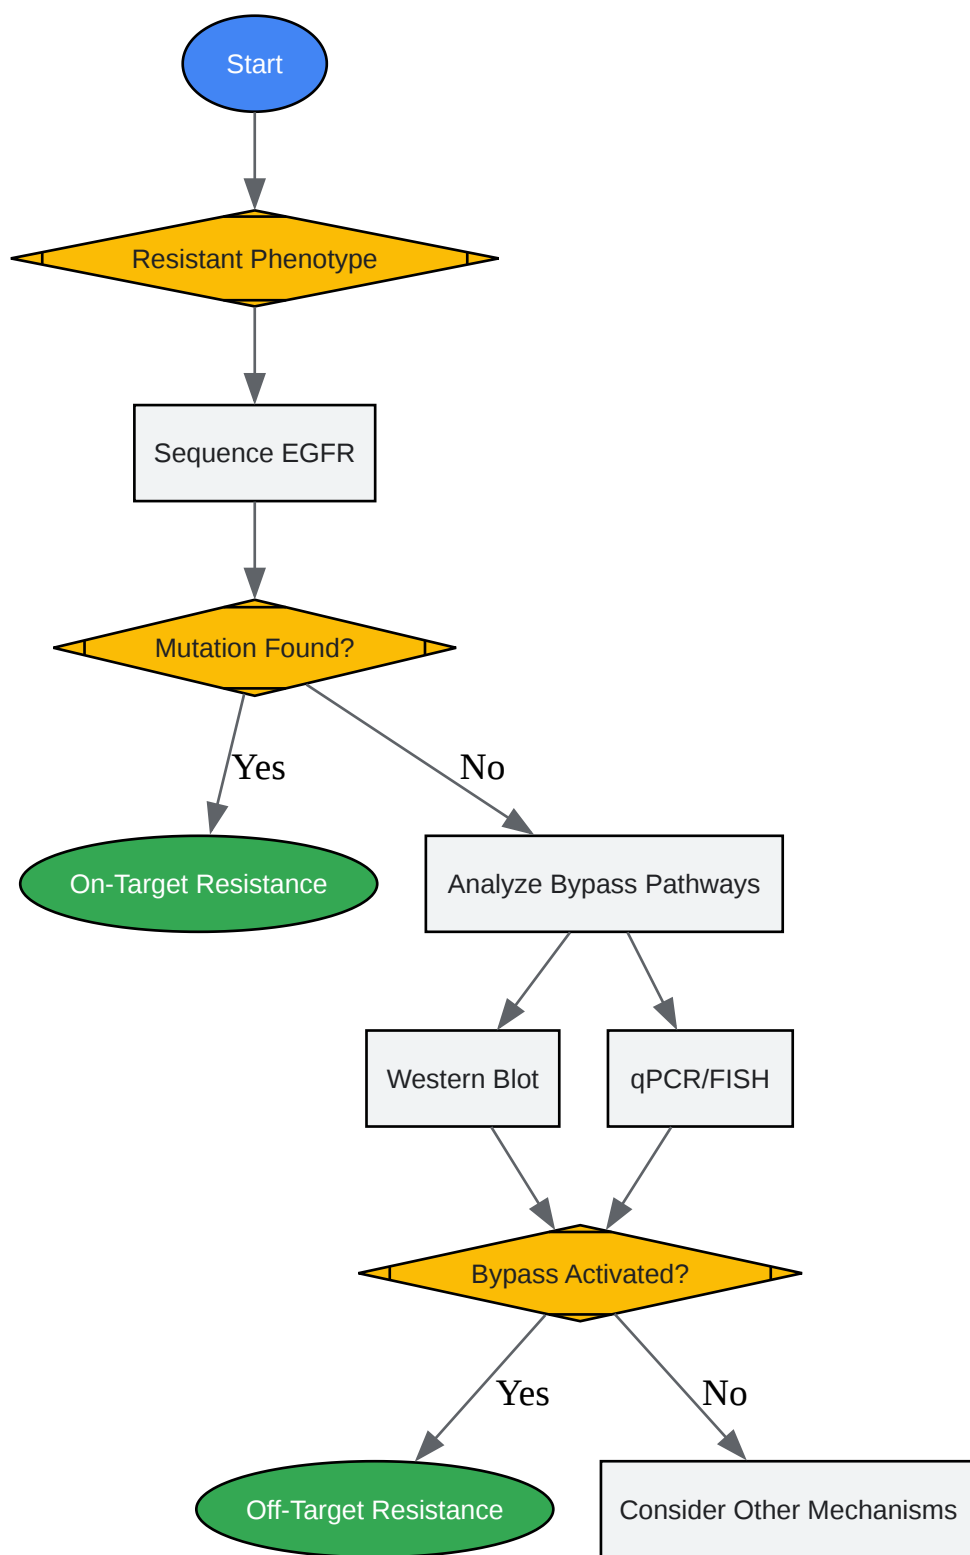 Start
Resistant Phenotype
Sequence EGFR
Mutation Found?
Yes
No
On-Target Resistance
Analyze Bypass Pathways
Western Blot
qPCR/FISH
Bypass Activated?
Yes
No
Off-Target Resistance
Consider Other Mechanisms